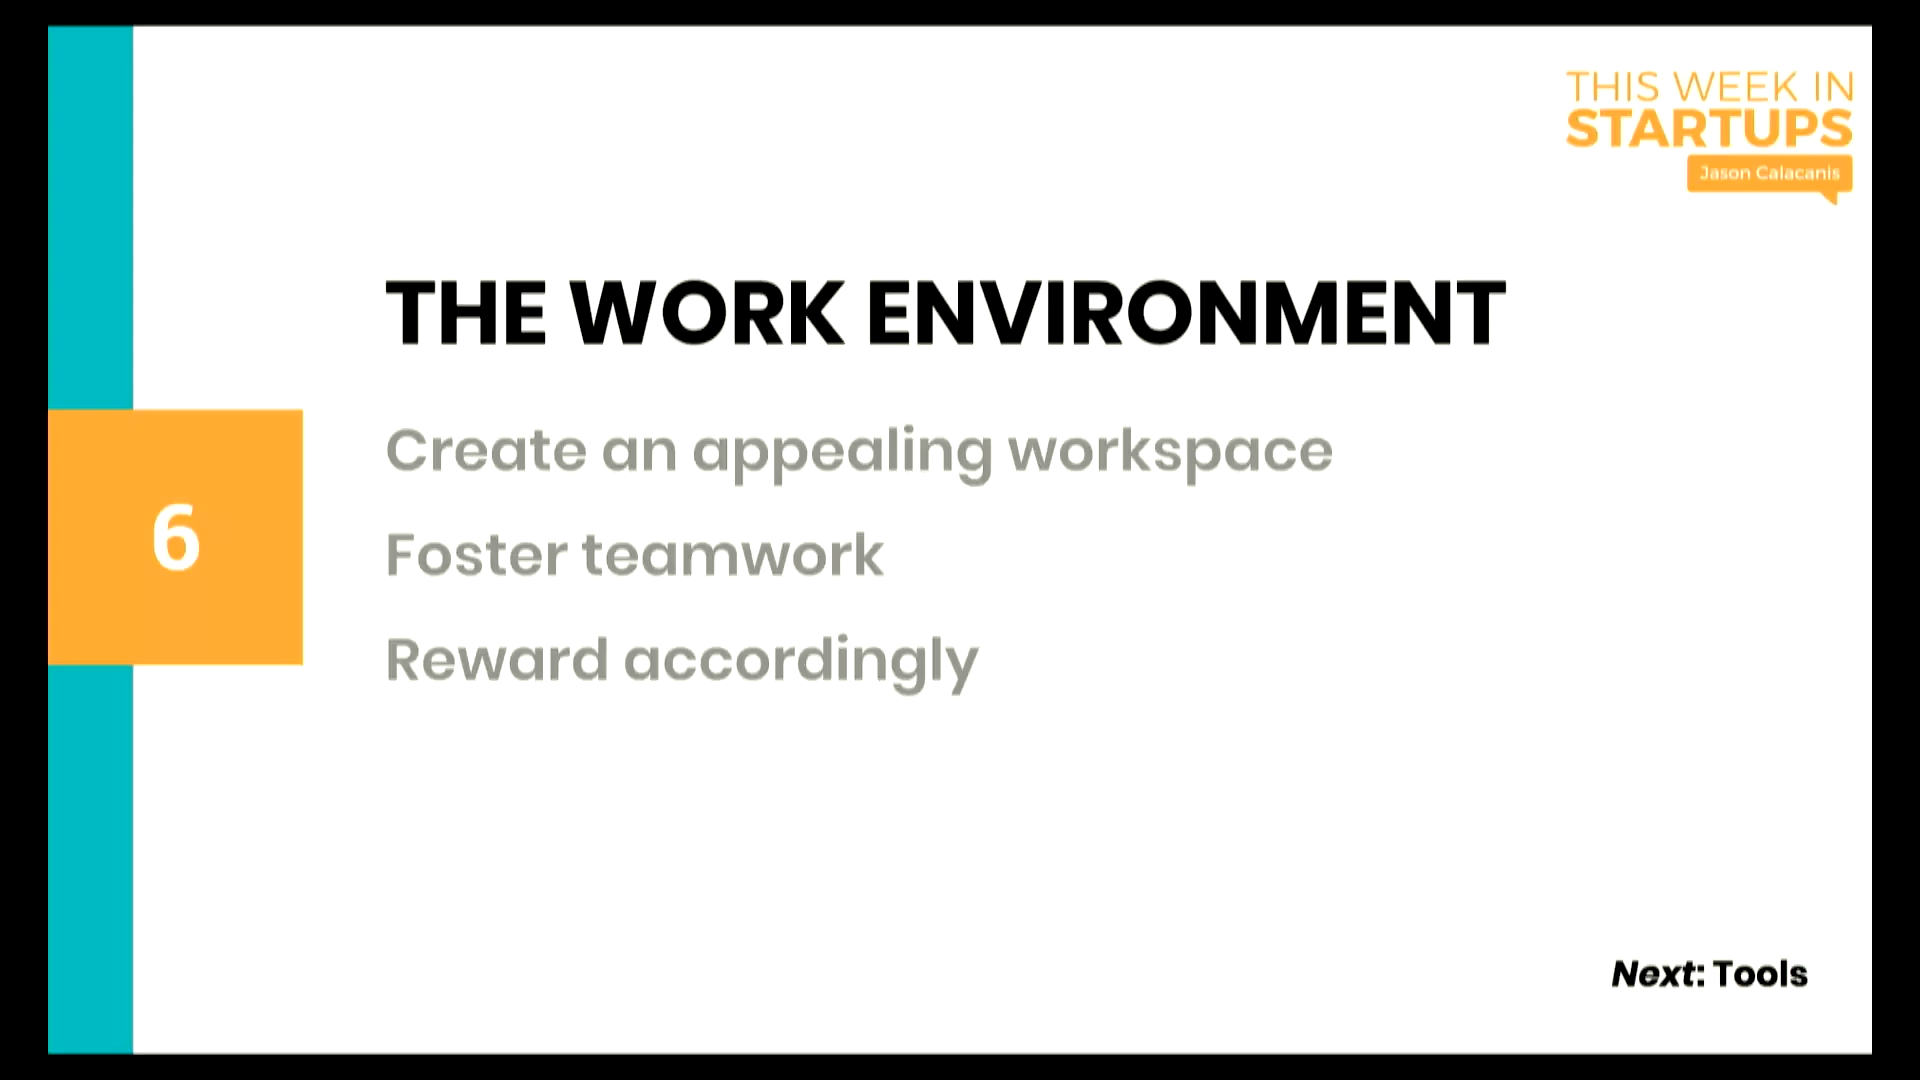 THIS WEEK IN
STARTUPS
Jason Calacanis
THE WORK ENVIRONMENT
Create an appealing workspace
6
Foster teamwork
Reward accordingly
Next: Tools